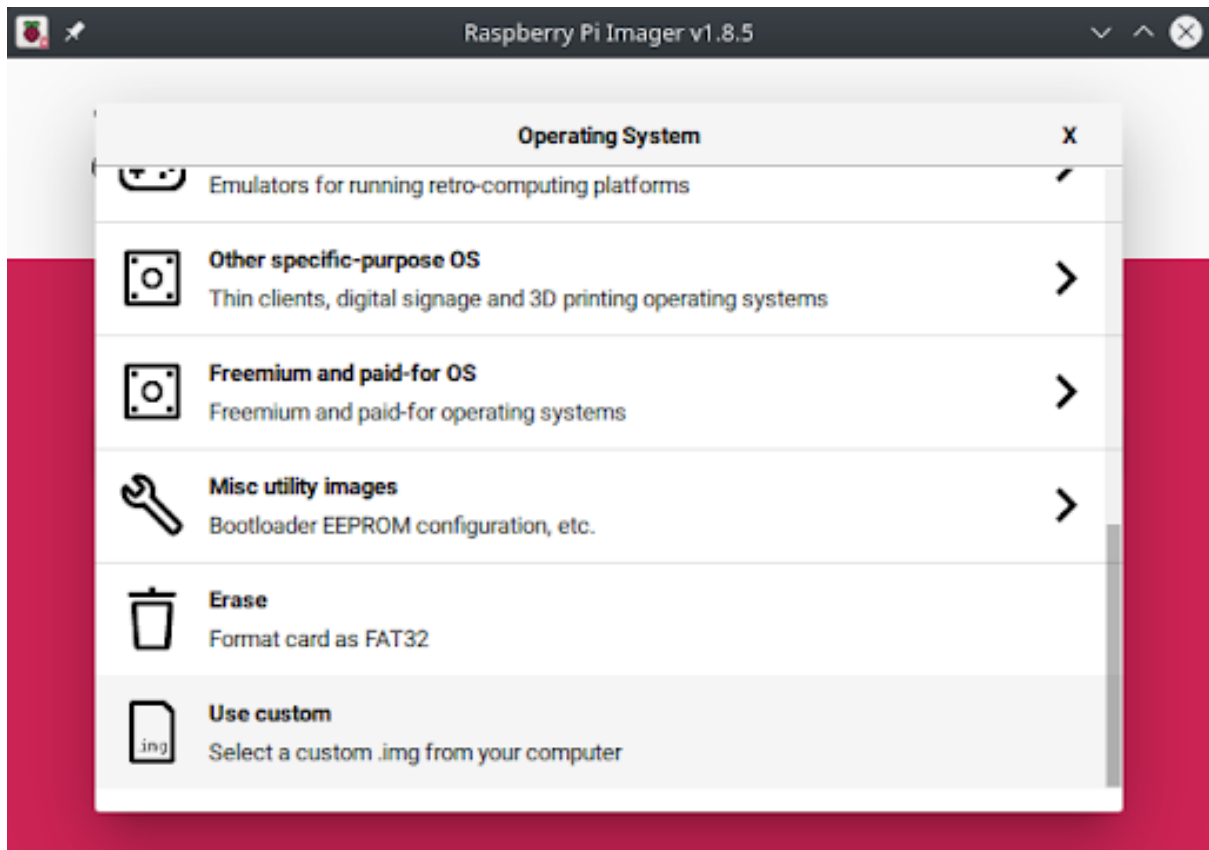 Raspberry Pi Imager v1.8.5
Operating System
X
Emulators for running retro-computing platforms
Other specific-purpose OS
Thin clients, digital signage and 3D printing operating systems
Freemium and paid-for OS
Freemium and paid-for operating systems
Misc utility images
Bootloader EEPROM configuration, etc.
Erase
Format card as FAT32
Use custom
.img
Select a custom .img from your computer